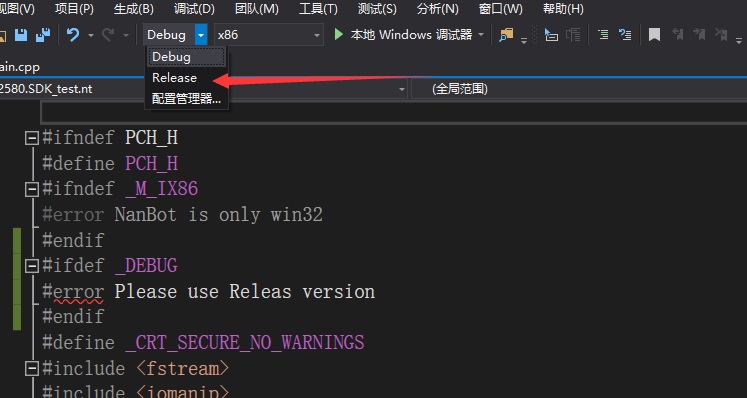 视图(V) 项目(P) 生成(B) 调试(D) 团队(M) 工具(T) 测试(S) 分析(N) 窗口(W) 帮助(H)
Debug x86 本地 Windows 调试器
Debug
ain.cpp
Release
2580.SDK_test.nt (全局范围)
配置管理器...
#ifndef PCH_H
#define PCH_H
#ifndef _M_IX86
#error NanBot is only win32
#endif
#ifdef _DEBUG
#error Please use Releas version
#endif
#define _CRT_SECURE_NO_WARNINGS
#include <fstream>
#include <iomanip>